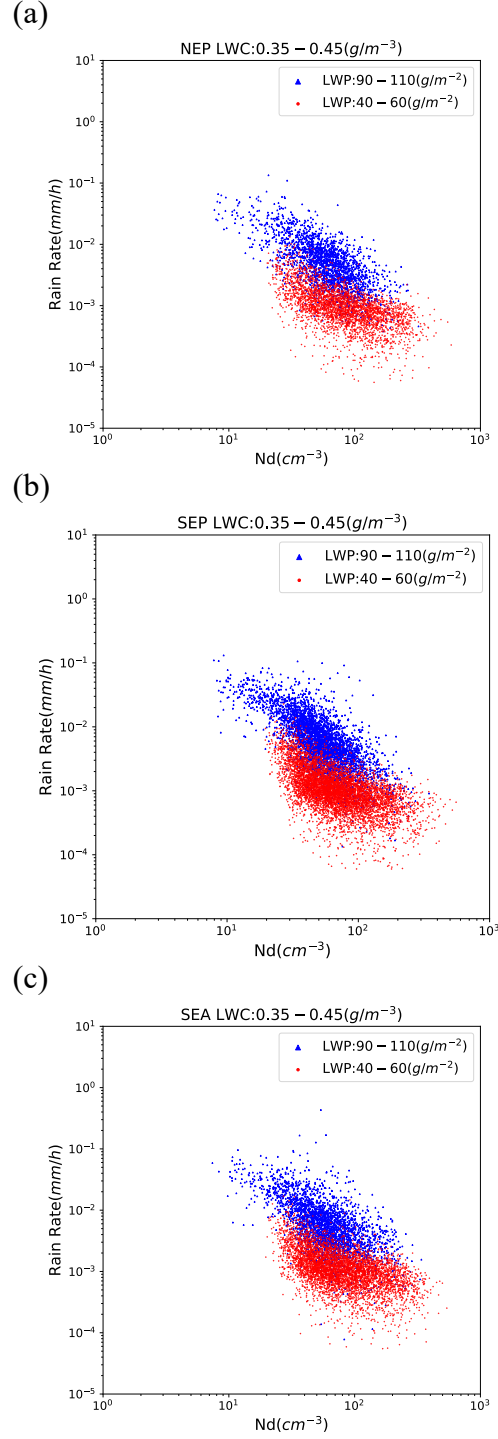 (a)
NEP LWC:0.35 − 0.45(g/m⁻³)
LWP:90 − 110(g/m⁻²)
LWP:40 − 60(g/m⁻²)
10¹
10⁰
10⁻¹
10⁻²
10⁻³
10⁻⁴
10⁻⁵
Rain Rate(mm/h)
10⁰
10¹
10²
10³
Nd(cm⁻³)
(b)
SEP LWC:0.35 − 0.45(g/m⁻³)
LWP:90 − 110(g/m⁻²)
LWP:40 − 60(g/m⁻²)
10¹
10⁰
10⁻¹
10⁻²
10⁻³
10⁻⁴
10⁻⁵
Rain Rate(mm/h)
10⁰
10¹
10²
10³
Nd(cm⁻³)
(c)
SEA LWC:0.35 − 0.45(g/m⁻³)
LWP:90 − 110(g/m⁻²)
LWP:40 − 60(g/m⁻²)
10¹
10⁰
10⁻¹
10⁻²
10⁻³
10⁻⁴
10⁻⁵
Rain Rate(mm/h)
10⁰
10¹
10²
10³
Nd(cm⁻³)